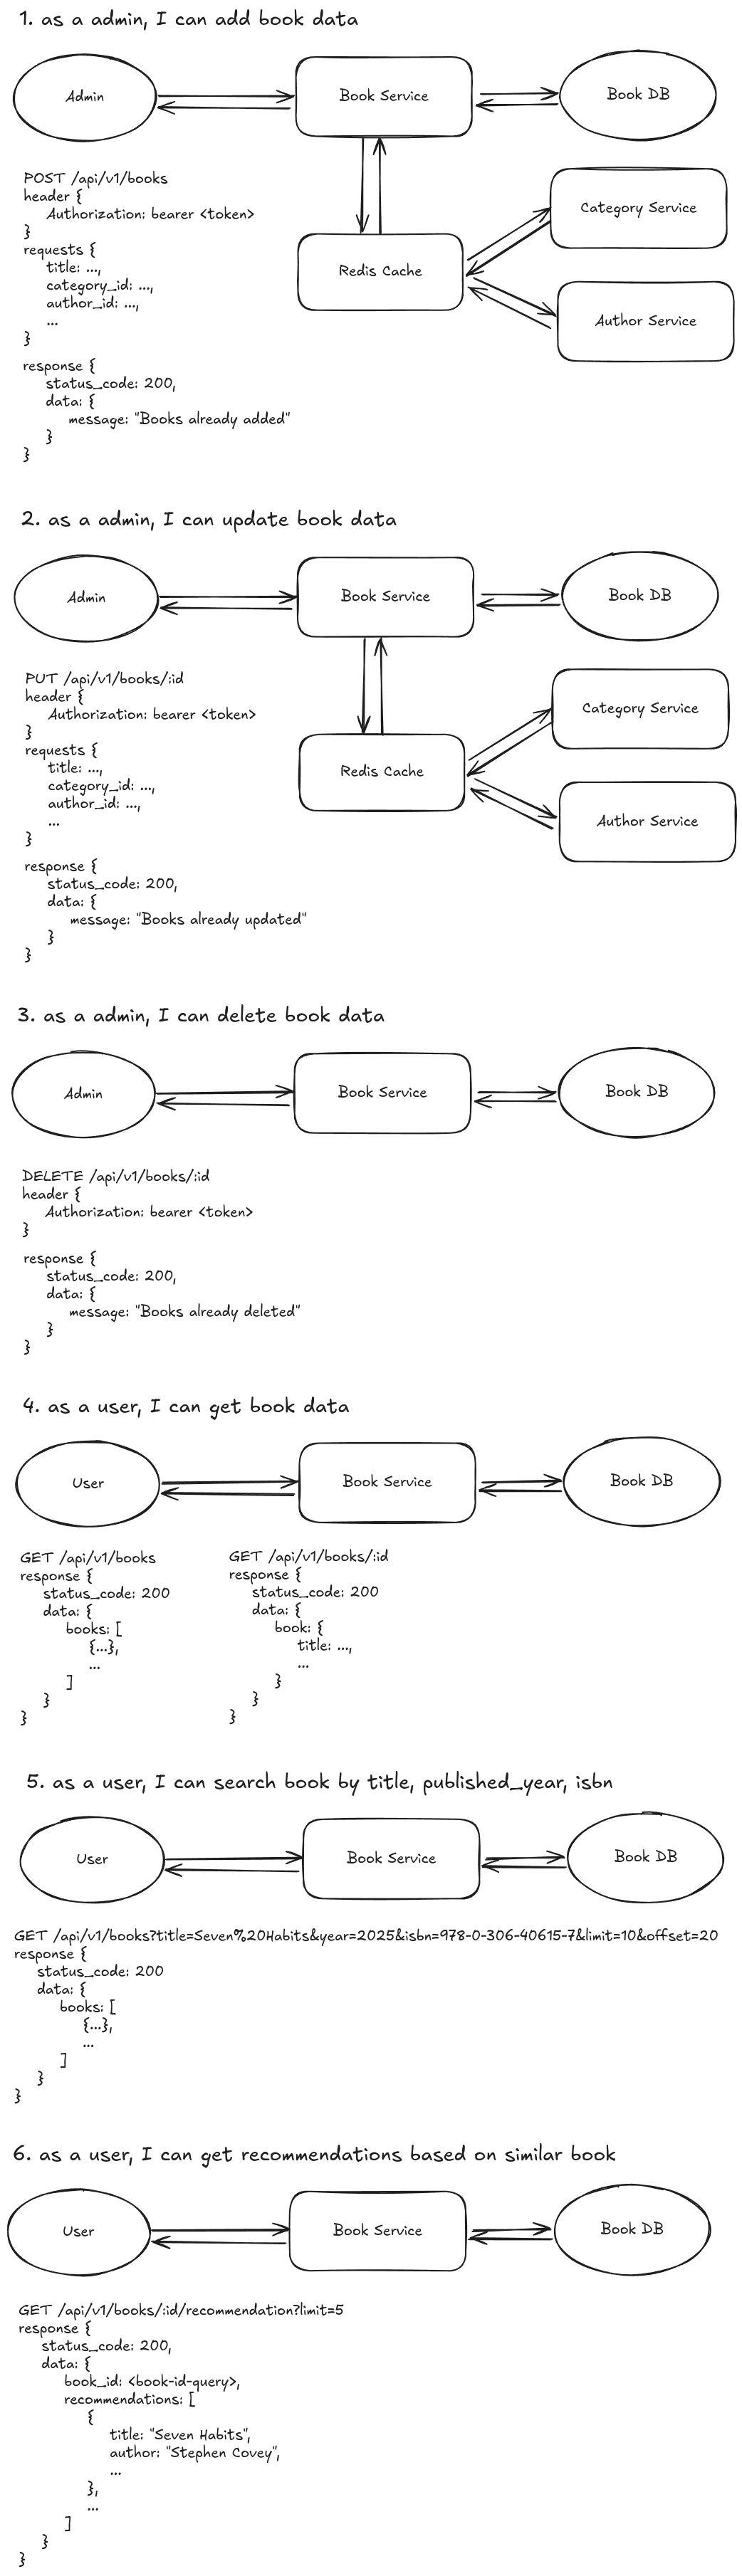 1. as a admin, I can add book data
Admin
Book Service
Book DB
POST /api/v1/books
header {
Authorization: bearer <token>
}
requests {
title: ...,
category_id: ...,
author_id: ...,
...
}
response {
status_code: 200,
data: {
message: "Books already added"
}
}
Redis Cache
Category Service
Author Service
2. as a admin, I can update book data
Admin
Book Service
Book DB
PUT /api/v1/books/:id
header {
Authorization: bearer <token>
}
requests {
title: ...,
category_id: ...,
author_id: ...,
...
}
response {
status_code: 200,
data: {
message: "Books already updated"
}
}
Redis Cache
Category Service
Author Service
3. as a admin, I can delete book data
Admin
Book Service
Book DB
DELETE /api/v1/books/:id
header {
Authorization: bearer <token>
}
response {
status_code: 200,
data: {
message: "Books already deleted"
}
}
4. as a user, I can get book data
User
Book Service
Book DB
GET /api/v1/books
response {
status_code: 200
data: {
books: [
{...},
...
]
}
}
GET /api/v1/books/:id
response {
status_code: 200
data: {
book: {
title: ...,
...
}
}
}
5. as a user, I can search book by title, published_year, isbn
User
Book Service
Book DB
GET /api/v1/books?title=Seven%20Habits&year=2025&isbn=978-0-306-40615-7&limit=10&offset=20
response {
status_code: 200
data: {
books: [
{...},
...
]
}
}
6. as a user, I can get recommendations based on similar book
User
Book Service
Book DB
GET /api/v1/books/:id/recommendation?limit=5
response {
status_code: 200,
data: {
book_id: <book-id-query>,
recommendations: [
{
title: "Seven Habits",
author: "Stephen Covey",
...
},
...
]
}
}